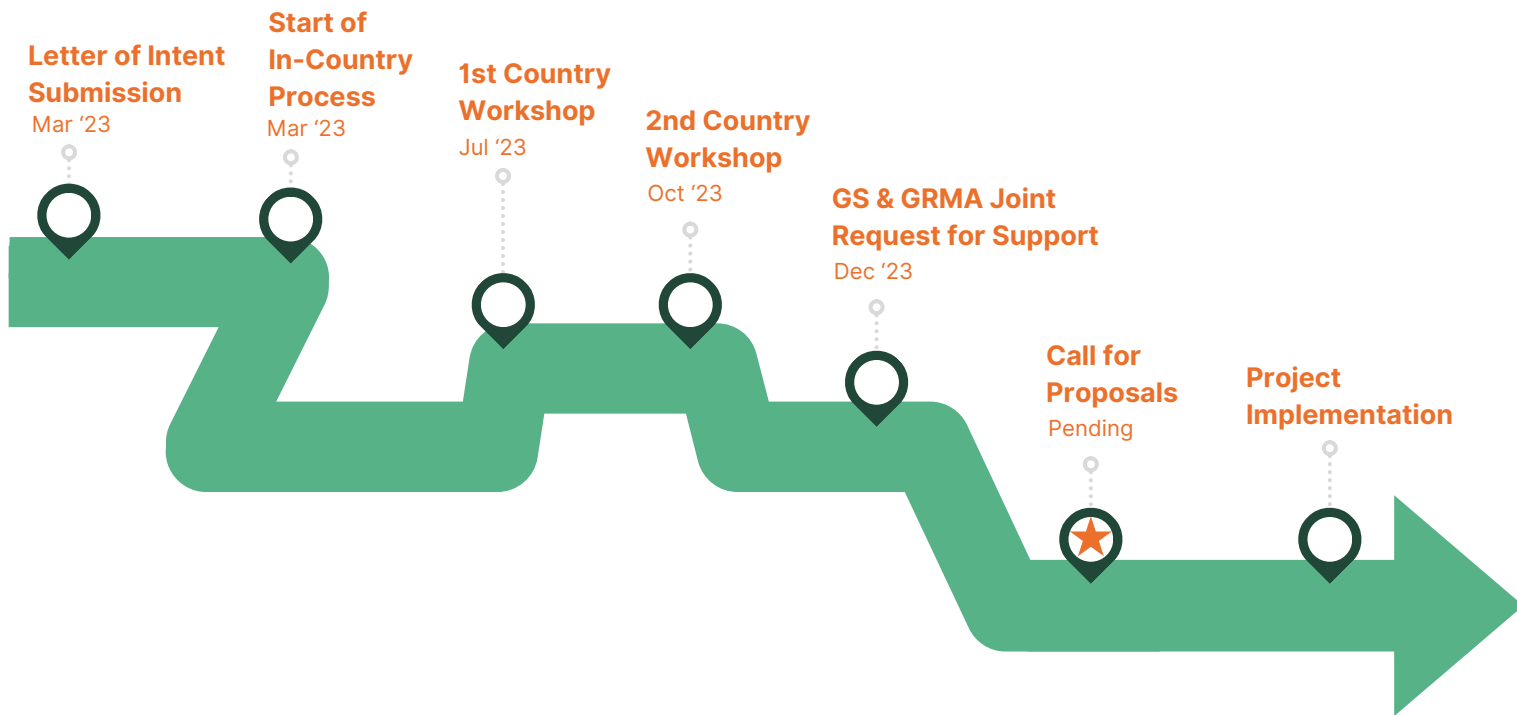 Letter of Intent
Submission
Mar ‘23
Start of
In-Country
Process
Mar ‘23
1st Country
Workshop
Jul ‘23
2nd Country
Workshop
Oct ‘23
GS & GRMA Joint
Request for Support
Dec ‘23
Call for
Proposals
Pending
Project
Implementation